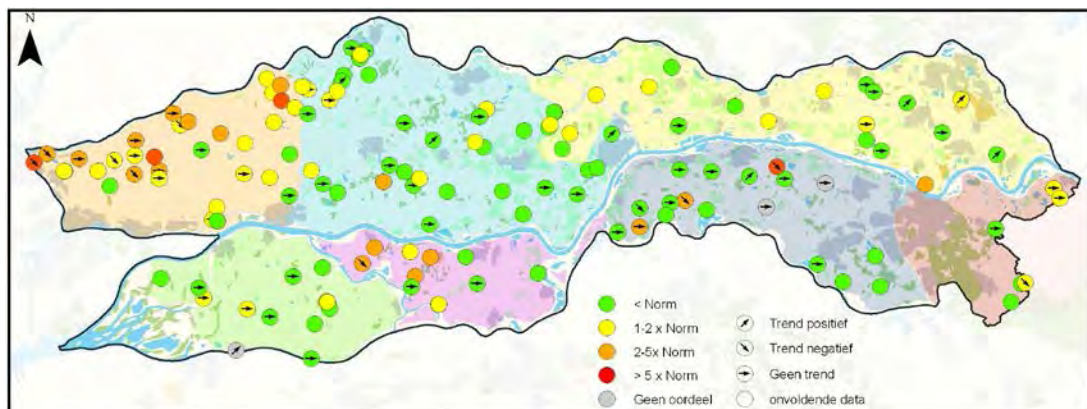 N
< Norm
1-2 x Norm
2-5x Norm
> 5 x Norm
Geen oordeel
Trend positief
Trend negatief
Geen trend
onvoldende data